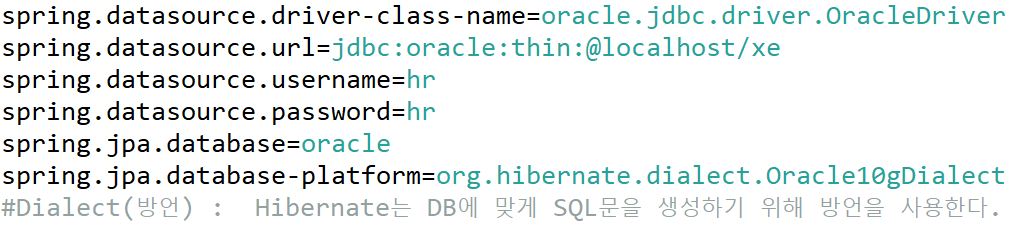 spring.datasource.driver-class-name=oracle.jdbc.driver.OracleDriver
spring.datasource.url=jdbc:oracle:thin:@localhost/xe
spring.datasource.username=hr
spring.datasource.password=hr
spring.jpa.database=oracle
spring.jpa.database-platform=org.hibernate.dialect.Oracle10gDialect
#Dialect(방언) :  Hibernate는 DB에 맞게 SQL문을 생성하기 위해 방언을 사용한다.